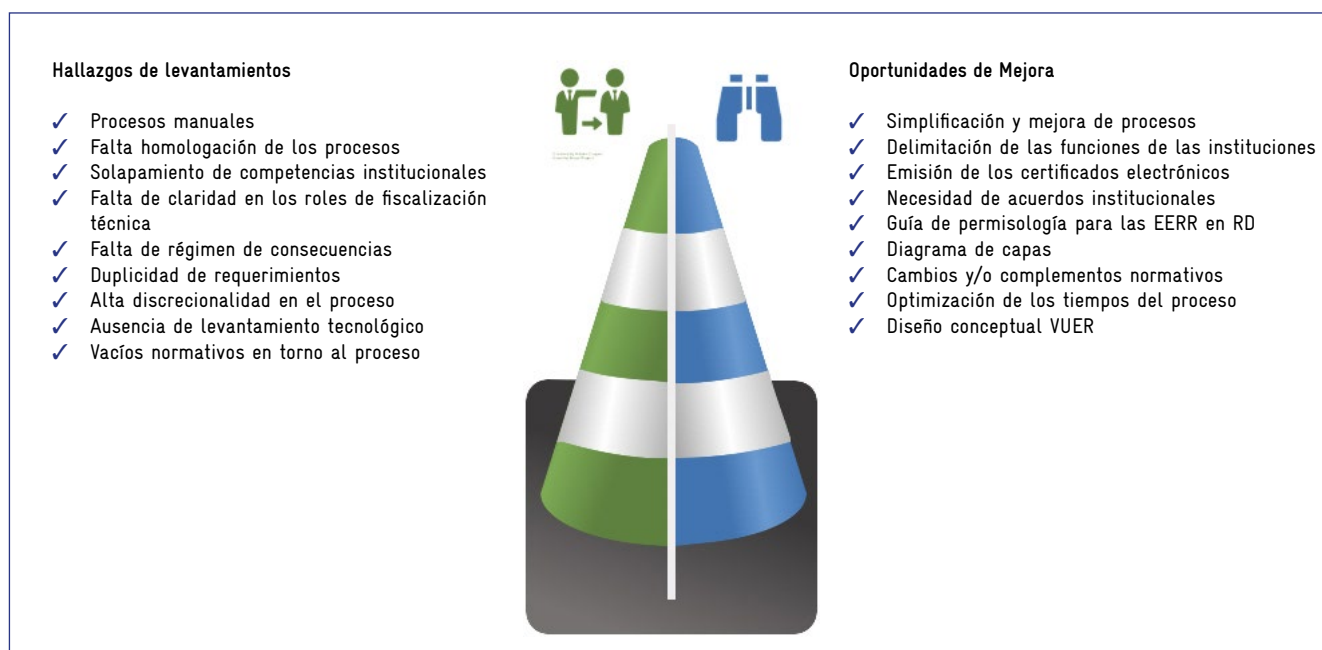 Hallazgos de levantamientos
✓ Procesos manuales
✓ Falta homologación de los procesos
✓ Solapamiento de competencias institucionales
✓ Falta de claridad en los roles de fiscalización
técnica
✓ Falta de régimen de consecuencias
✓ Duplicidad de requerimientos
✓ Alta discrecionalidad en el proceso
✓ Ausencia de levantamiento tecnológico
✓ Vacíos normativos en torno al proceso
Oportunidades de Mejora
✓ Simplificación y mejora de procesos
✓ Delimitación de las funciones de las instituciones
✓ Emisión de los certificados electrónicos
✓ Necesidad de acuerdos institucionales
✓ Guía de permisología para las EERR en RD
✓ Diagrama de capas
✓ Cambios y/o complementos normativos
✓ Optimización de los tiempos del proceso
✓ Diseño conceptual VUER